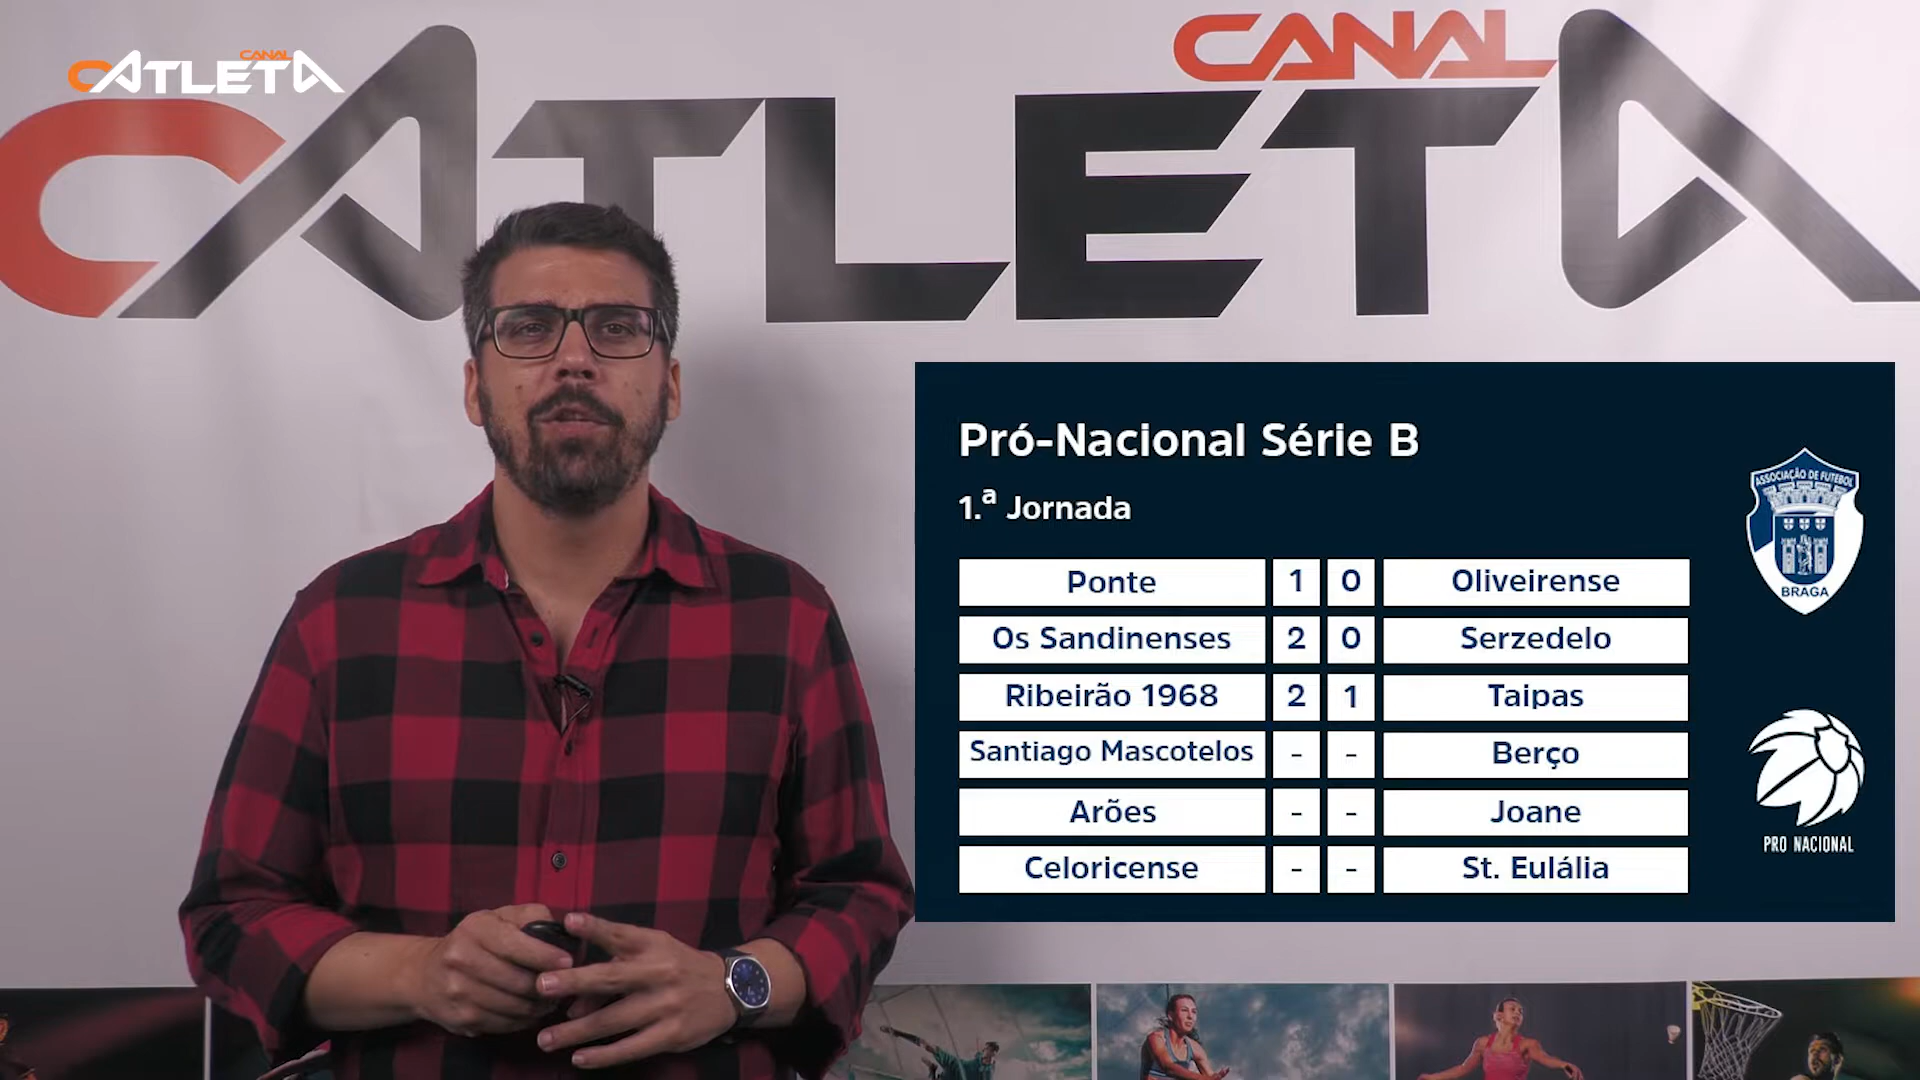 CANAL
CATLETA
CANAL
CATLETA
Pró-Nacional Série B
1.ª Jornada
Ponte 1 0 Oliveirense
Os Sandinenses 2 0 Serzedelo
Ribeirão 1968 2 1 Taipas
Santiago Mascotelos - - Berço
Arões - - Joane
Celoricense - - St. Eulália
ASSOCIAÇÃO DE FUTEBOL
BRAGA
PRO NACIONAL